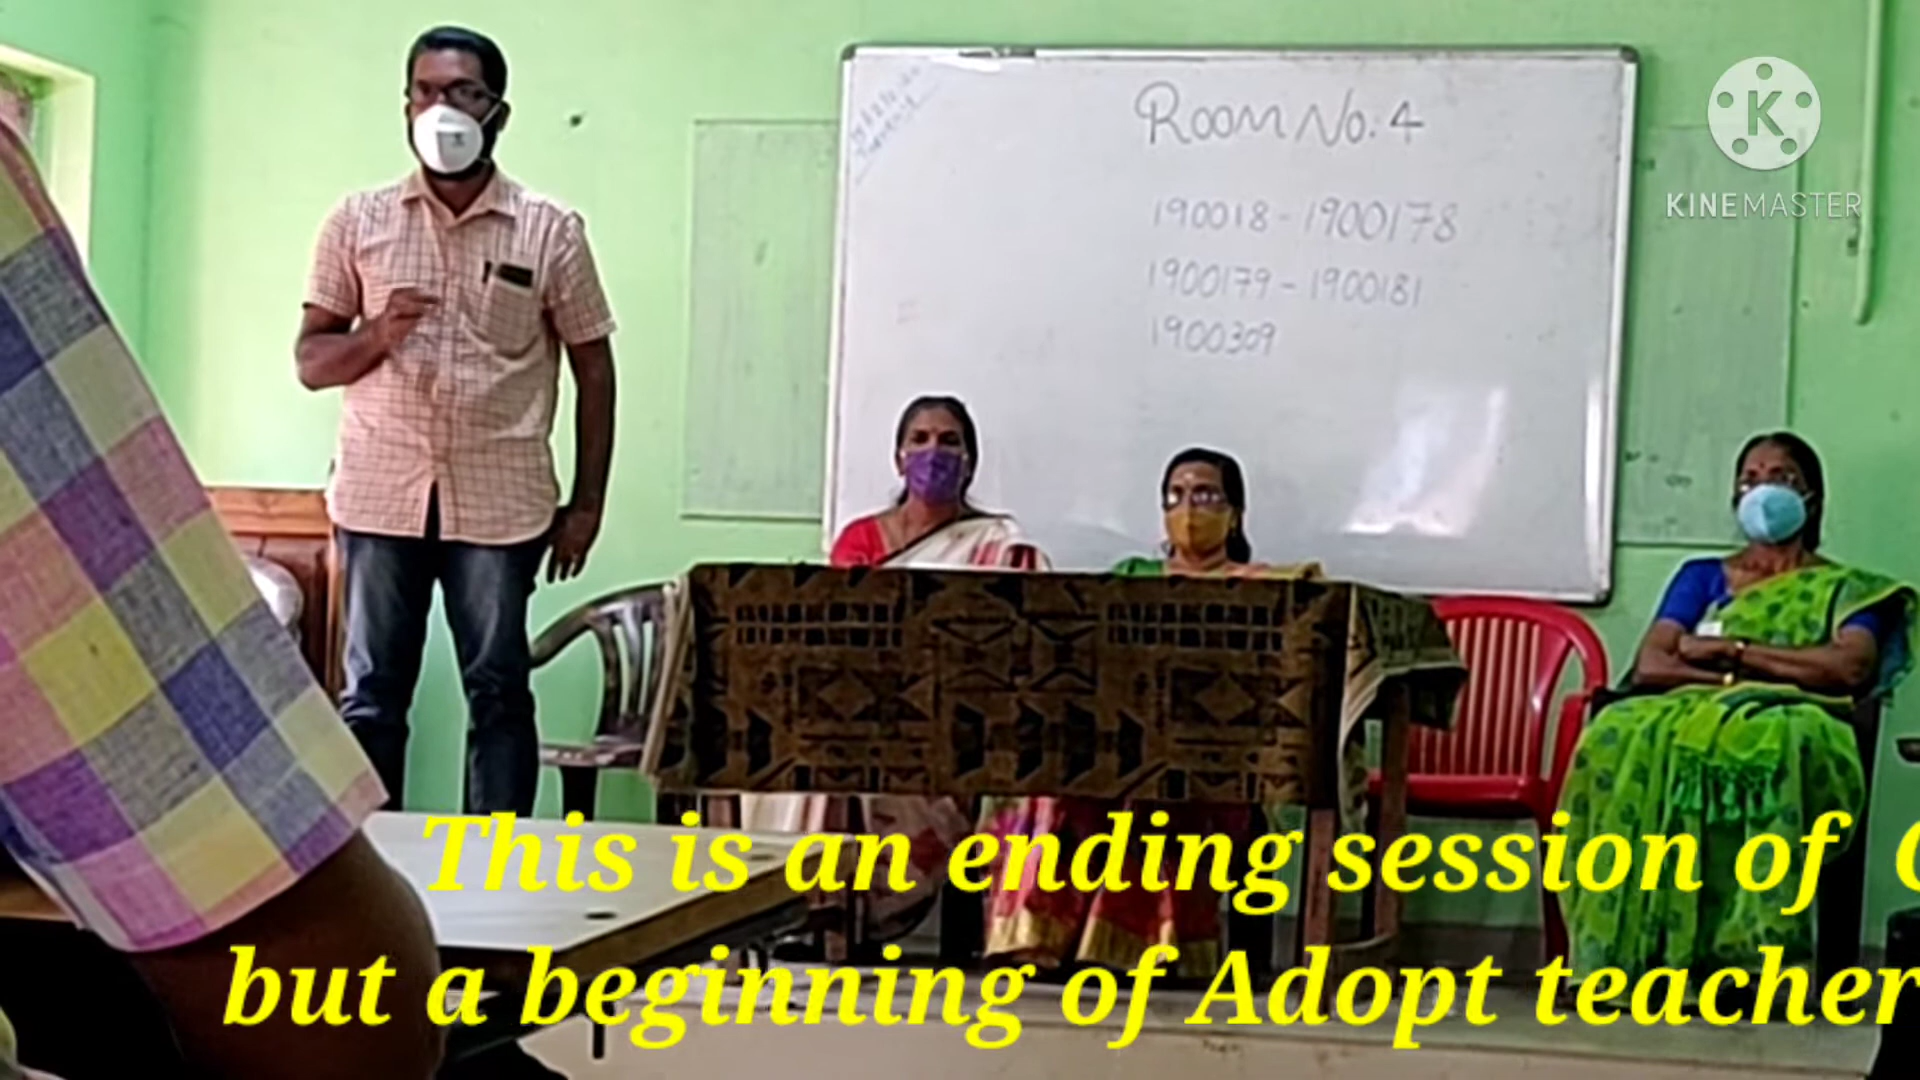 Room No: 4
190018 - 1900178
1900179 - 1900181
1900309
K
KINEMASTER
This is an ending session of
but a beginning of Adopt teacher